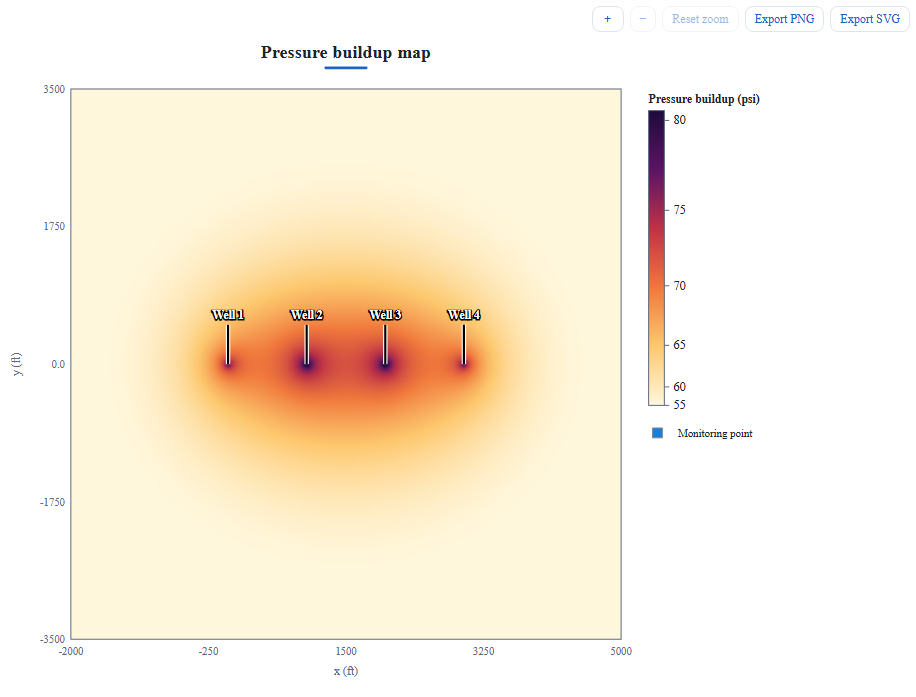 +
−
Reset zoom
Export PNG
Export SVG
Pressure buildup map
Pressure buildup (psi)
80
75
70
65
60
55
Monitoring point
3500
1750
0.0
-1750
-3500
y (ft)
Well 1
Well 2
Well 3
Well 4
-2000
-250
1500
3250
5000
x (ft)